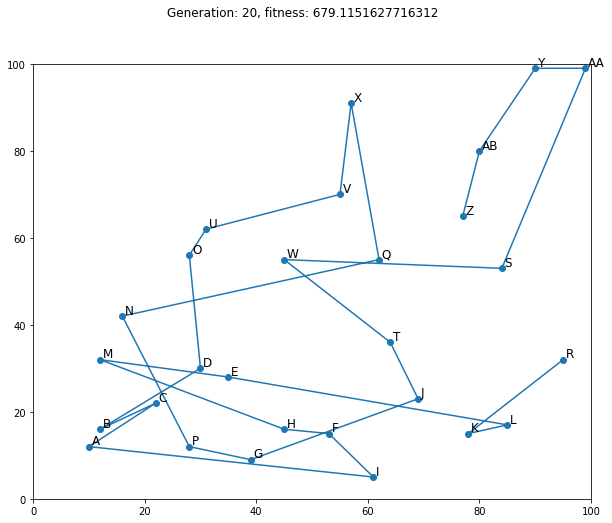 Generation: 20, fitness: 679.1151627716312
100
Y
AA
X
80
AB
V
Z
U
60
O
W
Q
S
40
N
T
M
R
D
E
20
C
J
B
H
F
L
K
A
P
G
I
0
0
20
40
60
80
100